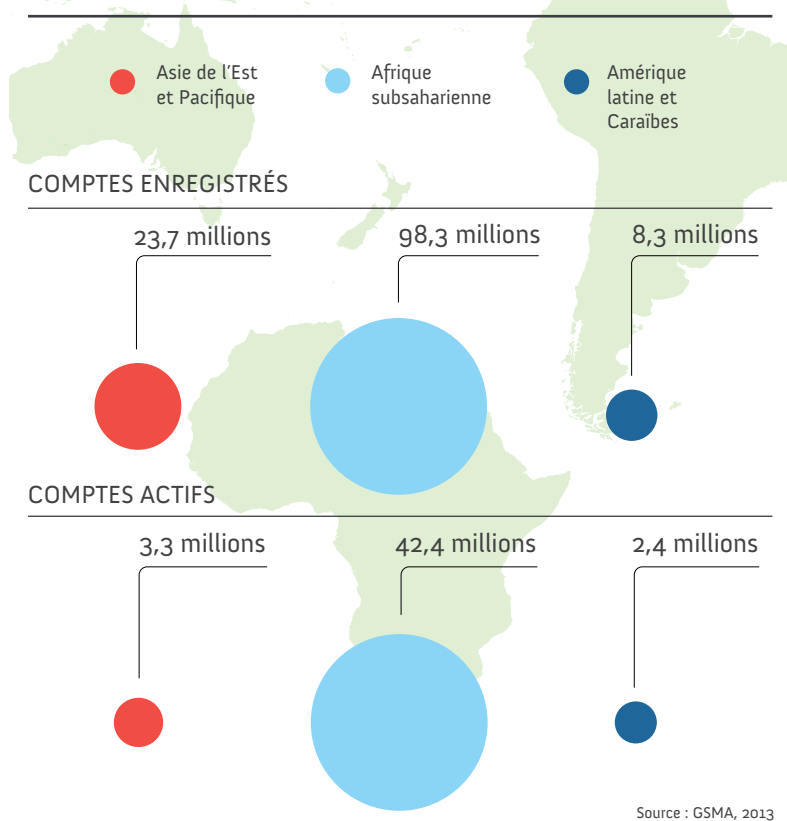 Asie de l'Est
et Pacifique
Afrique
subsaharienne
Amérique
latine et
Caraïbes
COMPTES ENREGISTRÉS
23,7 millions
98,3 millions
8,3 millions
COMPTES ACTIFS
3,3 millions
42,4 millions
2,4 millions
Source : GSMA, 2013